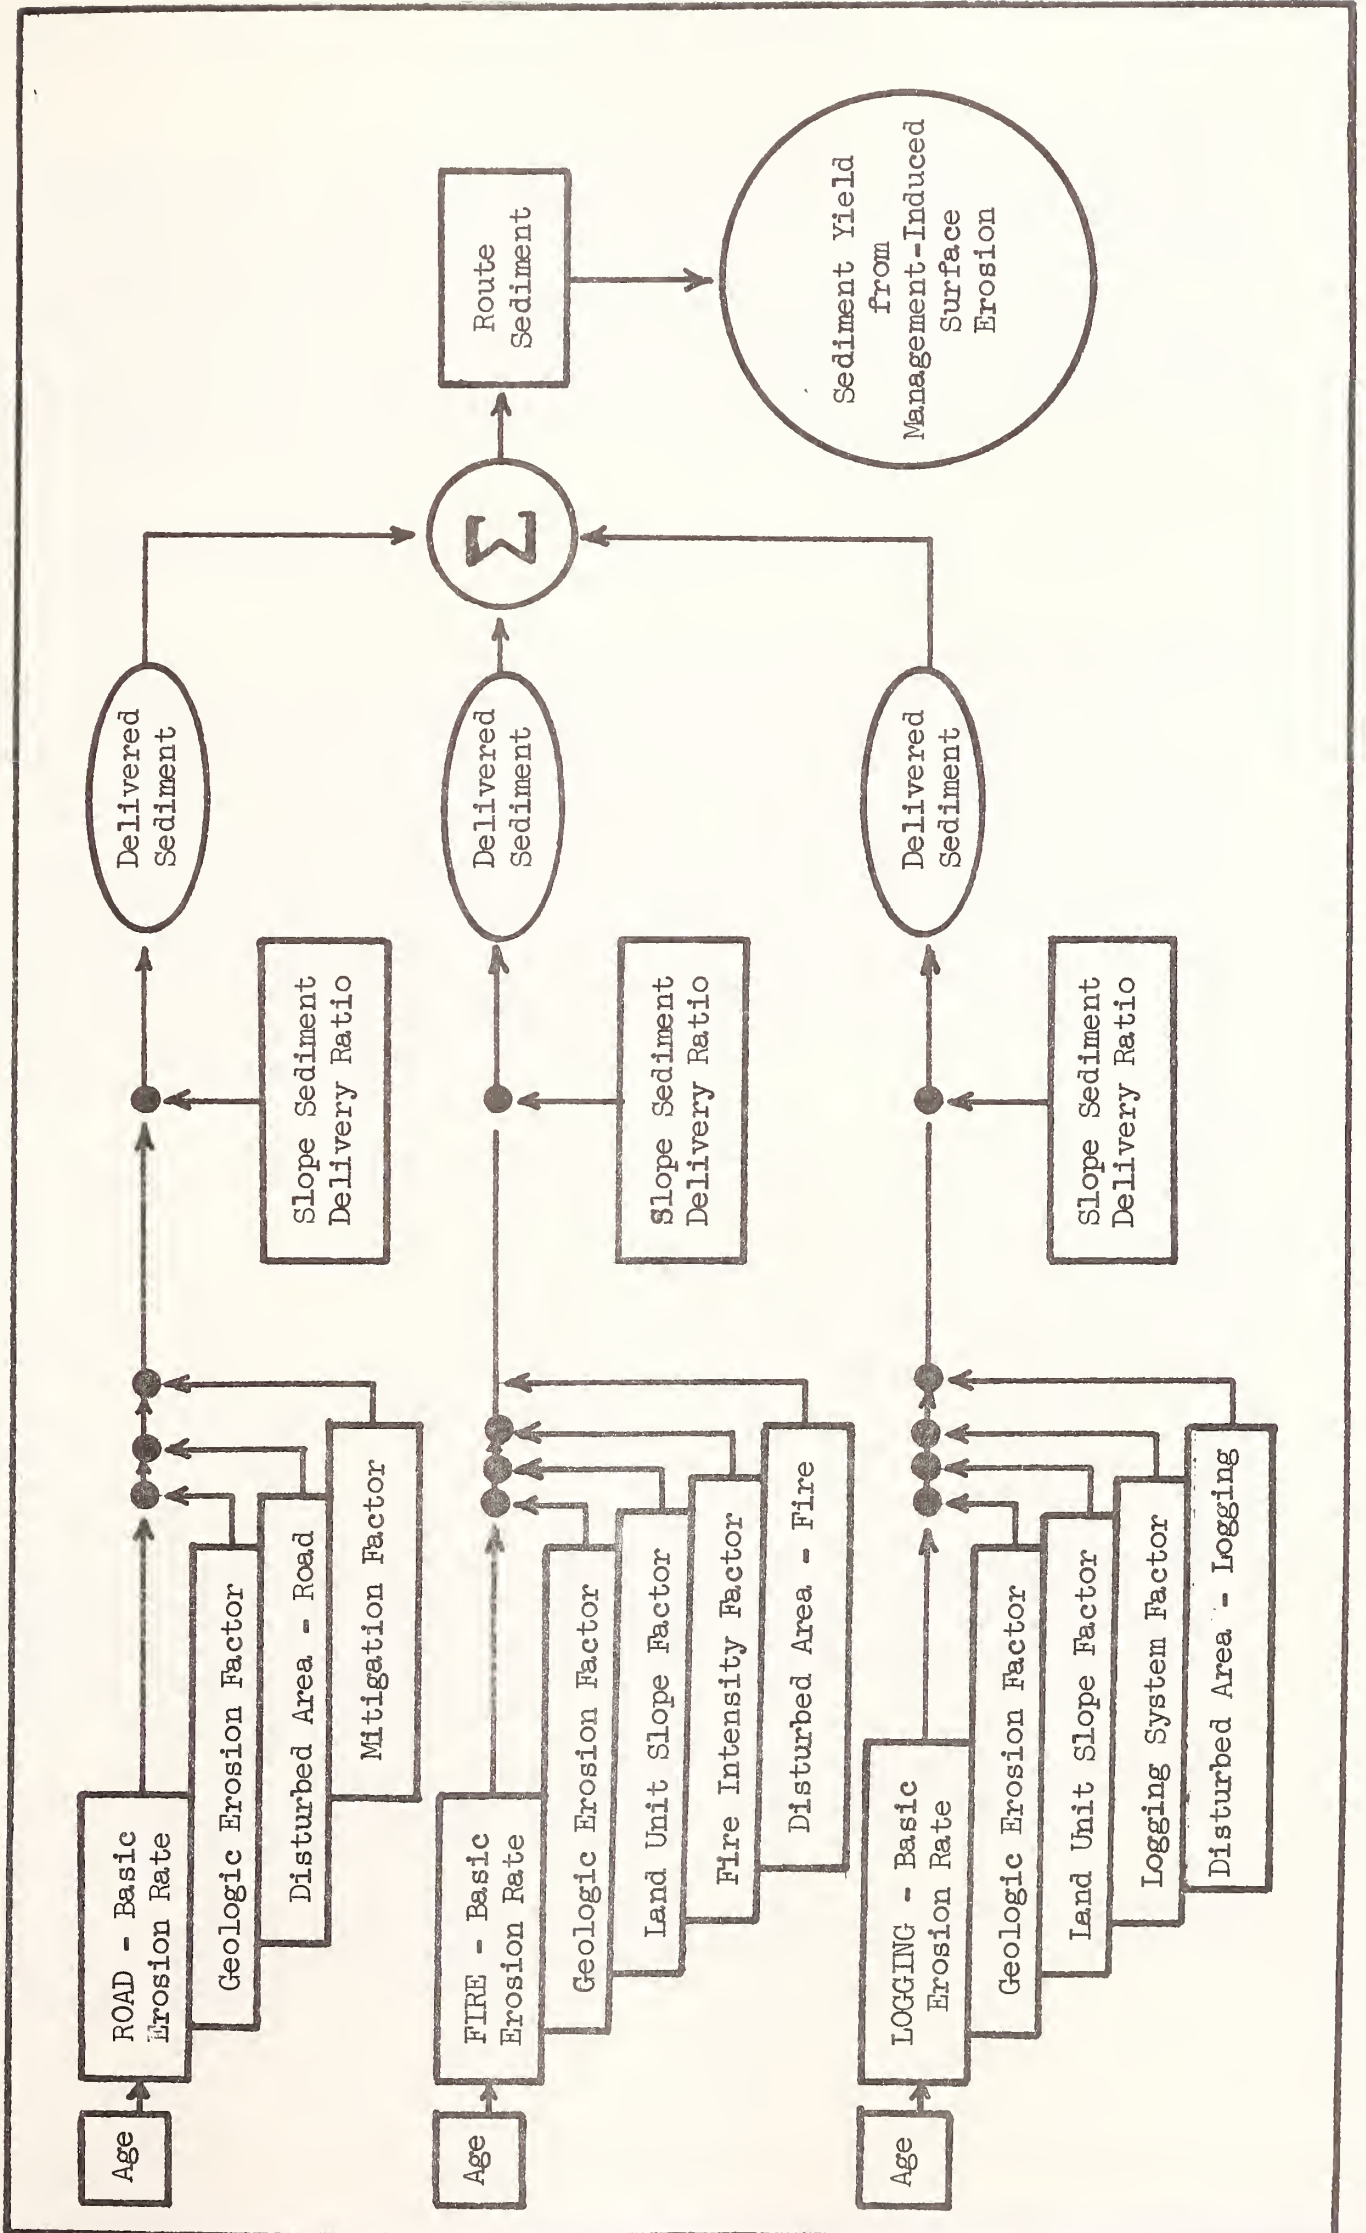 Age
ROAD - Basic
Erosion Rate
Geologic Erosion Factor
Disturbed Area - Road
Mitigation Factor
Slope Sediment
Delivery Ratio
Delivered
Sediment
Age
FIRE - Basic
Erosion Rate
Geologic Erosion Factor
Land Unit Slope Factor
Fire Intensity Factor
Disturbed Area - Fire
Slope Sediment
Delivery Ratio
Delivered
Sediment
Σ
Route
Sediment
Sediment Yield
from
Management-Induced
Surface
Erosion
Age
LOGGING - Basic
Erosion Rate
Geologic Erosion Factor
Land Unit Slope Factor
Logging System Factor
Disturbed Area - Logging
Slope Sediment
Delivery Ratio
Delivered
Sediment